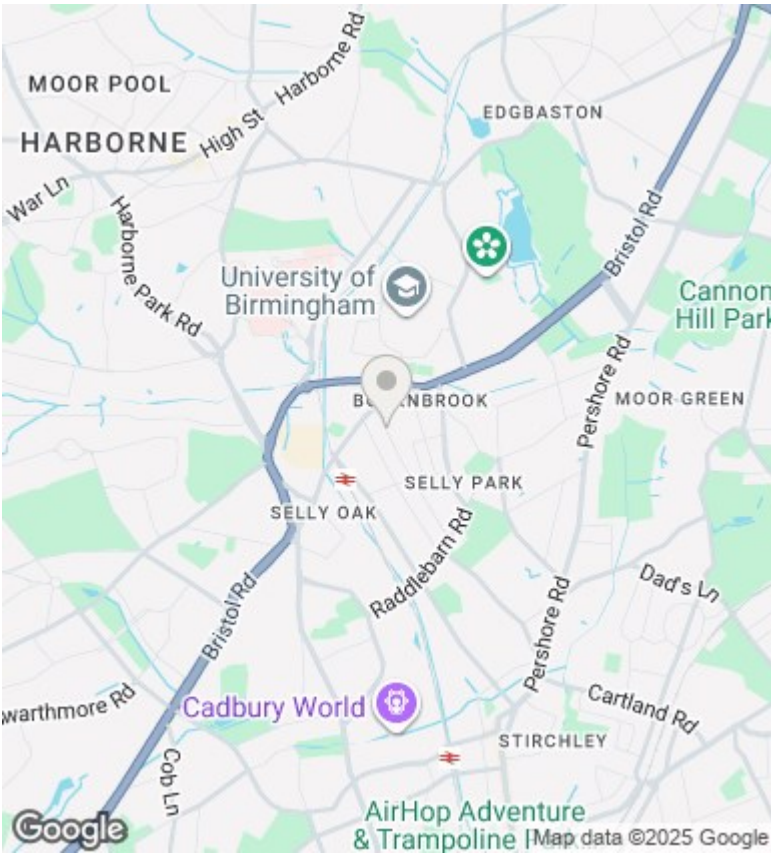 Harborne Rd
MOOR POOL
EDGBASTON
High St
HARBORNE
War Ln
Harborne Park Rd
Bristol Rd
University of
Birmingham
Cannon
Hill Park
Pershore Rd
MOOR GREEN
SELLY PARK
SELLY OAK
Raddlebarn Rd
Dad's Ln
Bristol Rd
Pershore Rd
warthmore Rd
Cadbury World
Cartland Rd
STIRCHLEY
Cob Ln
AirHop Adventure
& Trampoline
Google
Map data ©2025 Google